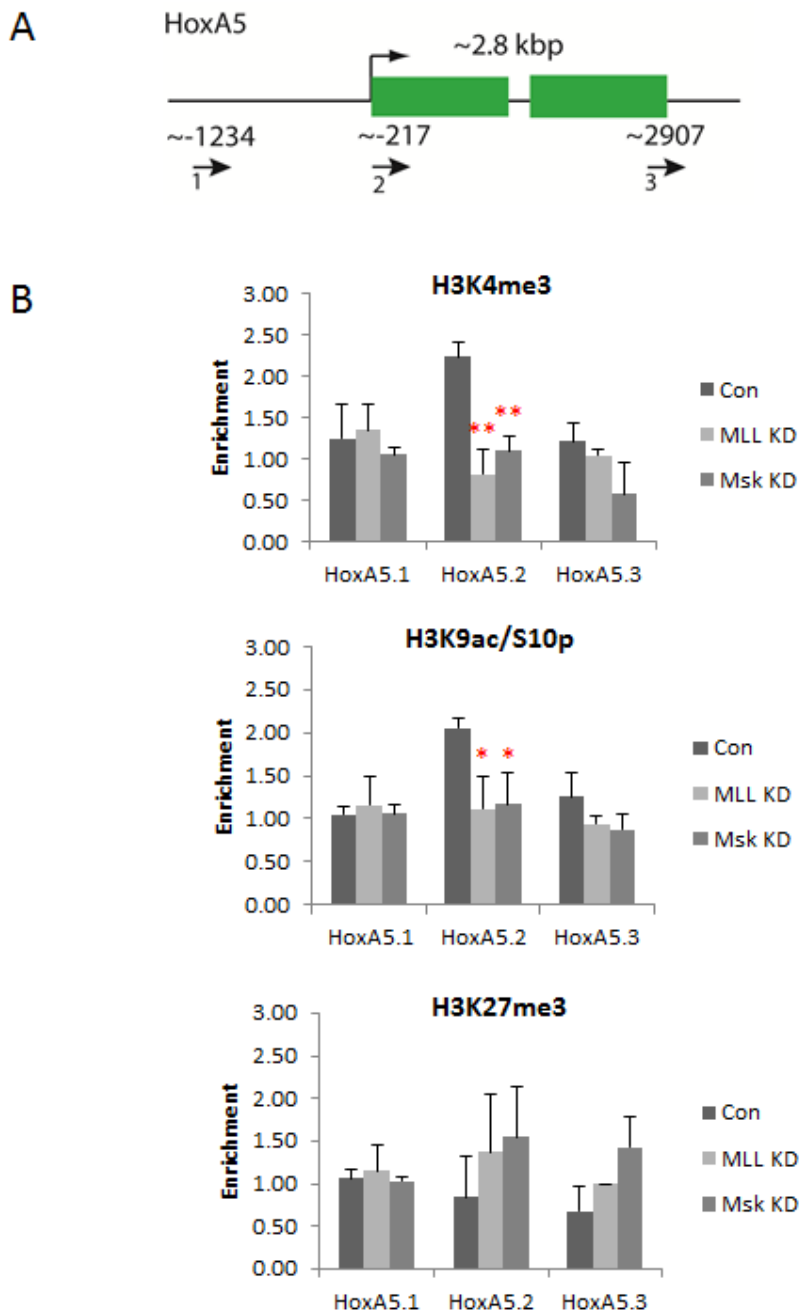 A
HoxA5
~2.8 kbp
~-1234
~-217
~2907
1
2
3
B
H3K4me3
Enrichment
3.00
2.50
2.00
1.50
1.00
0.50
0.00
**
**
HoxA5.1
HoxA5.2
HoxA5.3
Con
MLL KD
Msk KD
H3K9ac/S10p
Enrichment
3.00
2.50
2.00
1.50
1.00
0.50
0.00
*
*
HoxA5.1
HoxA5.2
HoxA5.3
Con
MLL KD
Msk KD
H3K27me3
Enrichment
3.00
2.50
2.00
1.50
1.00
0.50
0.00
HoxA5.1
HoxA5.2
HoxA5.3
Con
MLL KD
Msk KD